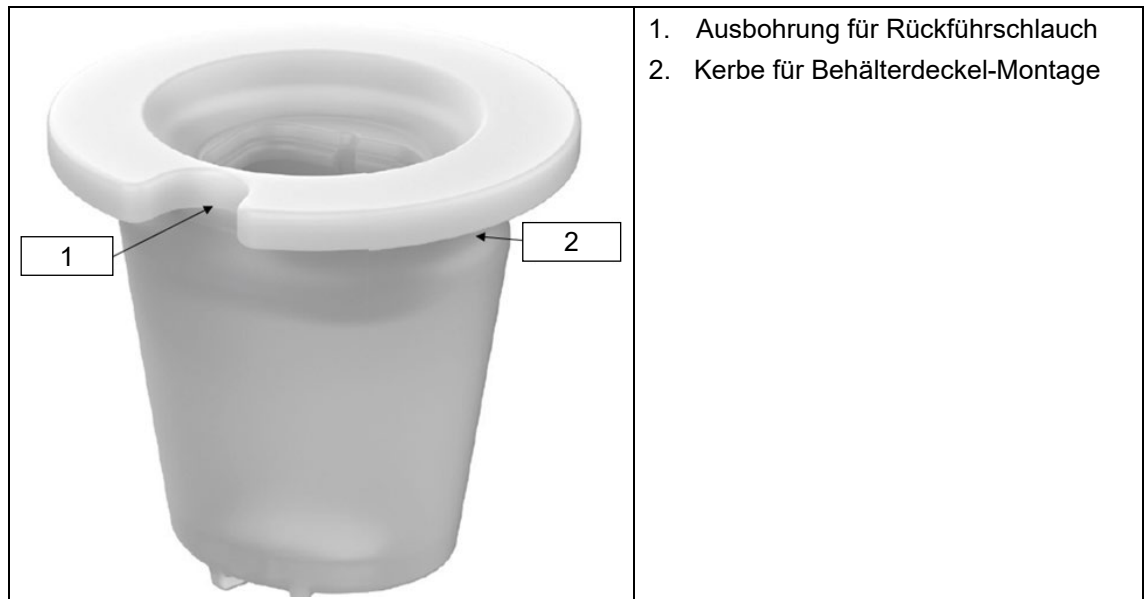 1
2
1. Ausbohrung für Rückführschlauch
2. Kerbe für Behälterdeckel-Montage